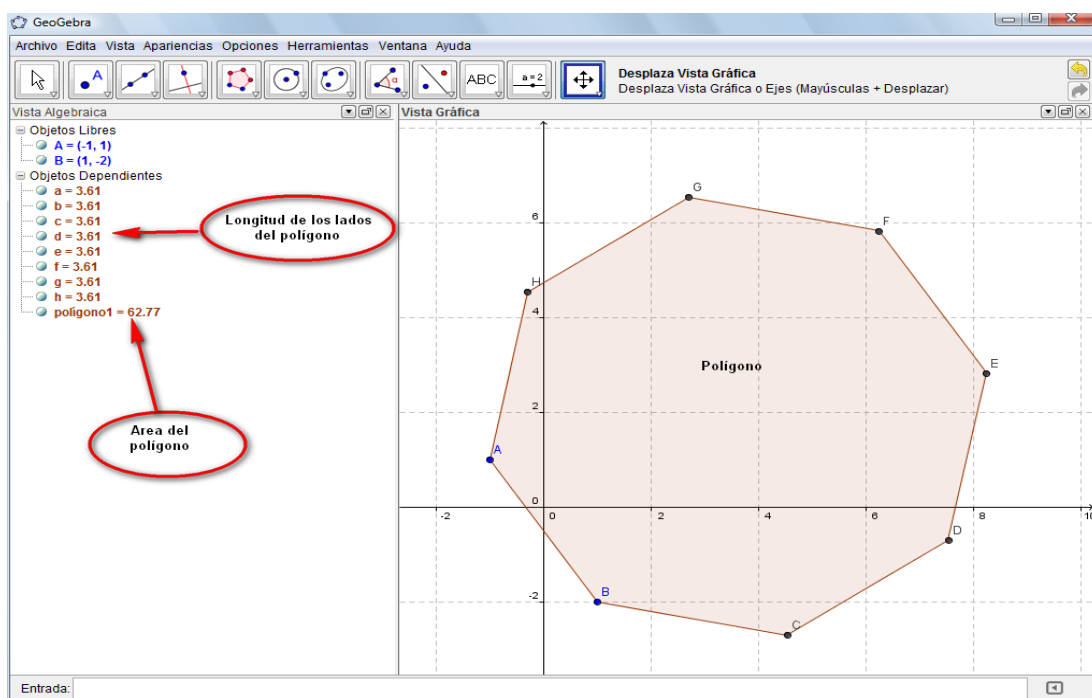 GeoGebra
Archivo Edita Vista Apariencias Opciones Herramientas Ventana Ayuda
A
α
ABC
a = 2
Desplaza Vista Gráfica
Desplaza Vista Gráfica o Ejes (Mayúsculas + Desplazar)
Vista Algebraica
Vista Gráfica
Objetos Libres
A = (-1, 1)
B = (1, -2)
Objetos Dependientes
a = 3.61
b = 3.61
c = 3.61
d = 3.61
e = 3.61
f = 3.61
g = 3.61
h = 3.61
polígono1 = 62.77
Longitud de los lados
del polígono
Area del
polígono
G
F
6
H
4
Polígono
E
2
A
0
-2
0
2
4
6
8
10
D
B
-2
C
Entrada: